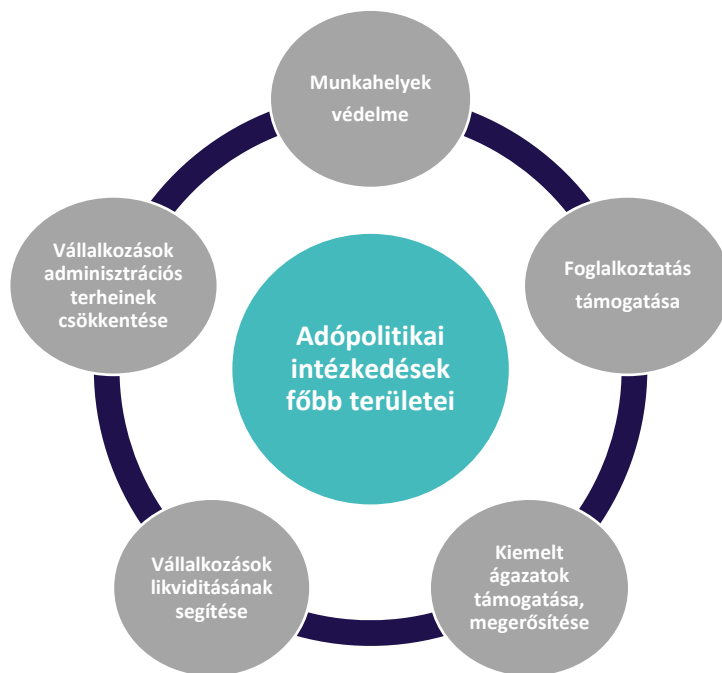 Munkahelyek
védelme
Foglalkoztatás
támogatása
Kiemelt
ágazatok
támogatása,
megerősítése
Vállalkozások
likviditásának
segítése
Vállalkozások
adminisztrációs
terheinek
csökkentése
Adópolitikai
intézkedések
főbb területei